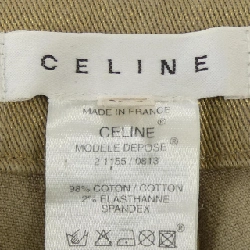 CELINE
MADE IN FRANCE
CELINE®
MODELE DEPOSE
2 1155 / 0813
98% COTON / COTTON
2% ELASTHANNE
SPANDEX